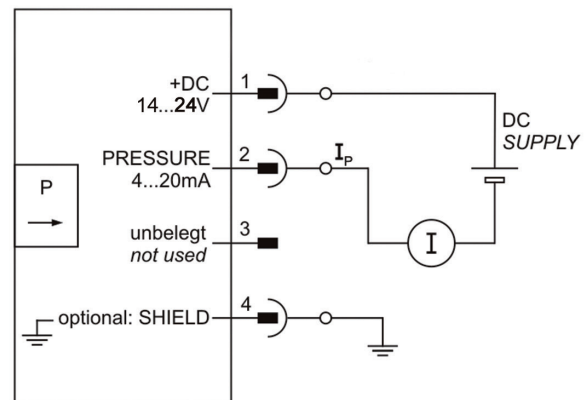 +DC
14...24V
1
DC
SUPPLY
PRESSURE
4...20mA
2
IP
P
I
unbelegt
not used
3
optional: SHIELD
4